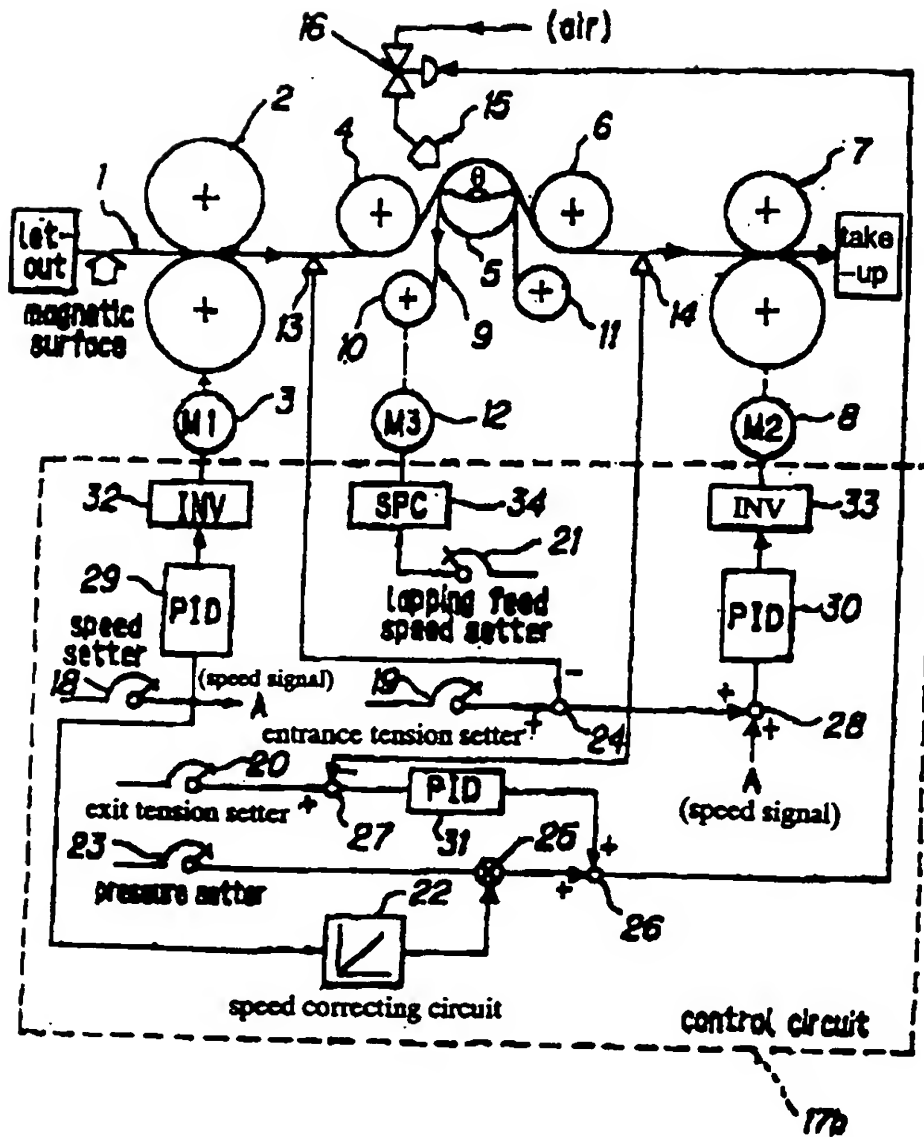 16
(air)
2
15
6
4
7
1
θ
let-
out
take
-up
5
13
14
magnetic
surface
10
9
11
3
12
8
M1
M3
M2
32
INV
SPC
34
INV
33
21
29
PID
lapping feed
speed setter
PID
30
speed
setter
18
(speed signal)
A
19
-
+
+
+
entrance tension setter
24
28
20
-
PID
A
exit tension setter
+
27
31
(speed signal)
23
25
+
pressure setter
22
+
26
speed correcting circuit
control circuit
17b